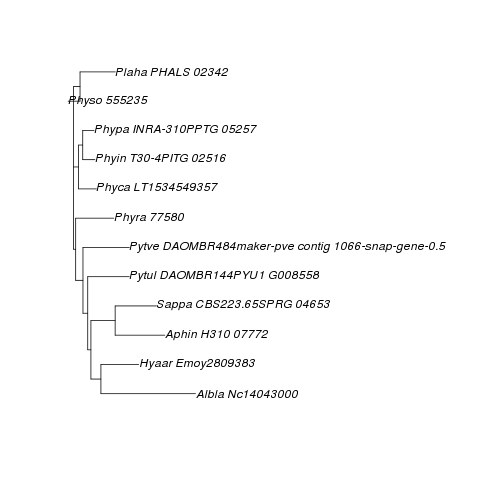 Plaha PHALS 02342
Physo 555235
Phypa INRA-310PPTG 05257
Phyin T30-4PITG 02516
Phyca LT1534549357
Phyra 77580
Pytve DAOMBR484maker-pve contig 1066-snap-gene-0.5
Pytul DAOMBR144PYU1 G008558
Sappa CBS223.65SPRG 04653
Aphin H310 07772
Hyaar Emoy2809383
Albla Nc14043000